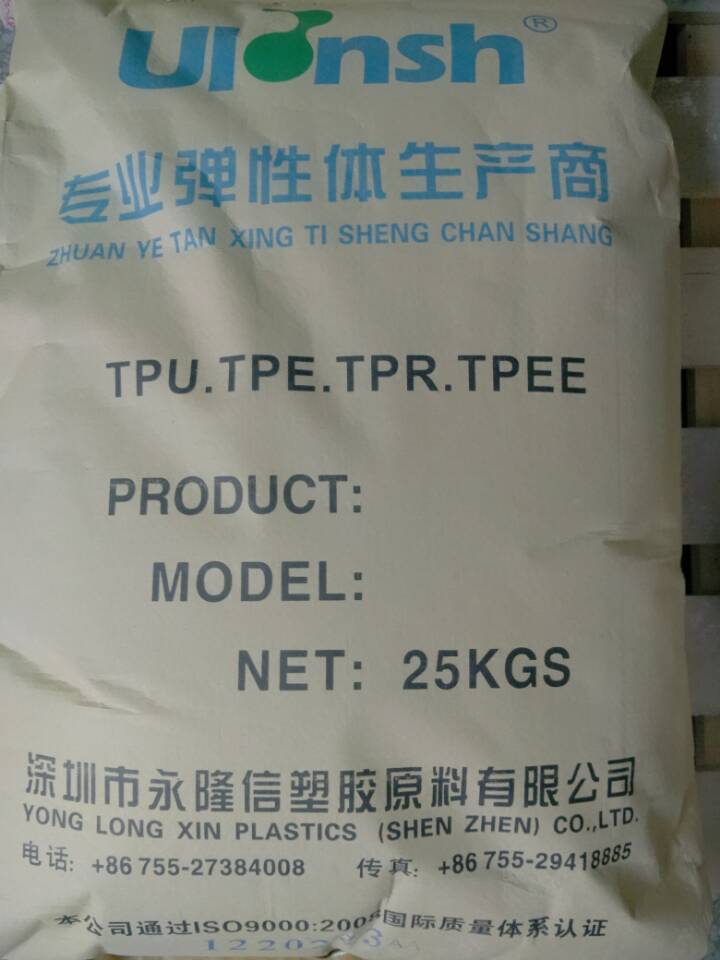 Ulonsh®
专业弹性体生产商
ZHUAN YE TAN XING TI SHENG CHAN SHANG
TPU.TPE.TPR.TPEE
PRODUCT:
MODEL:
NET: 25KGS
深圳市永隆信塑胶原料有限公司
YONG LONG XIN PLASTICS (SHEN ZHEN) CO.,LTD.
电话: +86 755-27384008 传真: +86 755-29418885
本公司通过ISO9000:2008国际质量体系认证